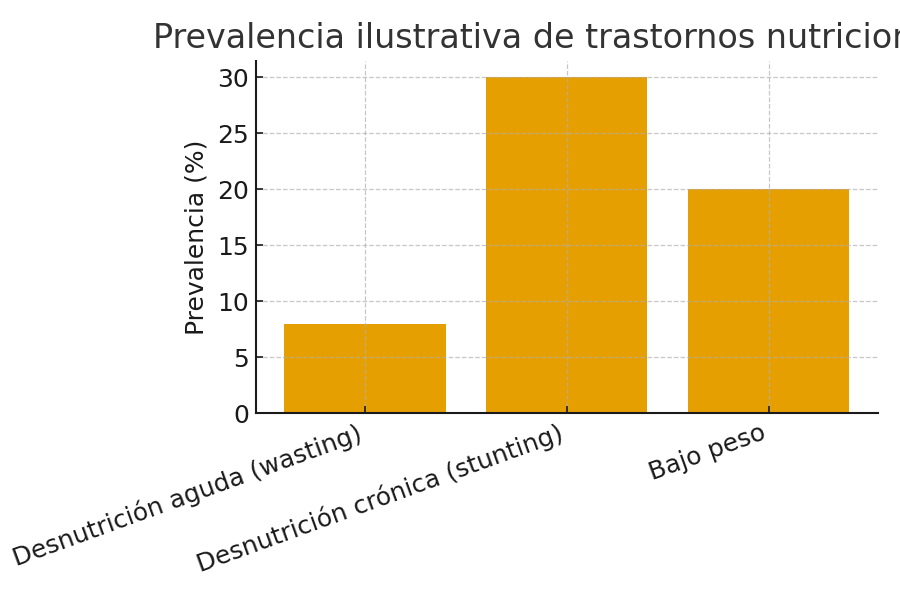 Prevalencia ilustrativa de trastornos
Prevalencia (%)
30
25
20
15
10
5
0
Desnutrición aguda (wasting)
Desnutrición crónica (stunting)
Bajo peso